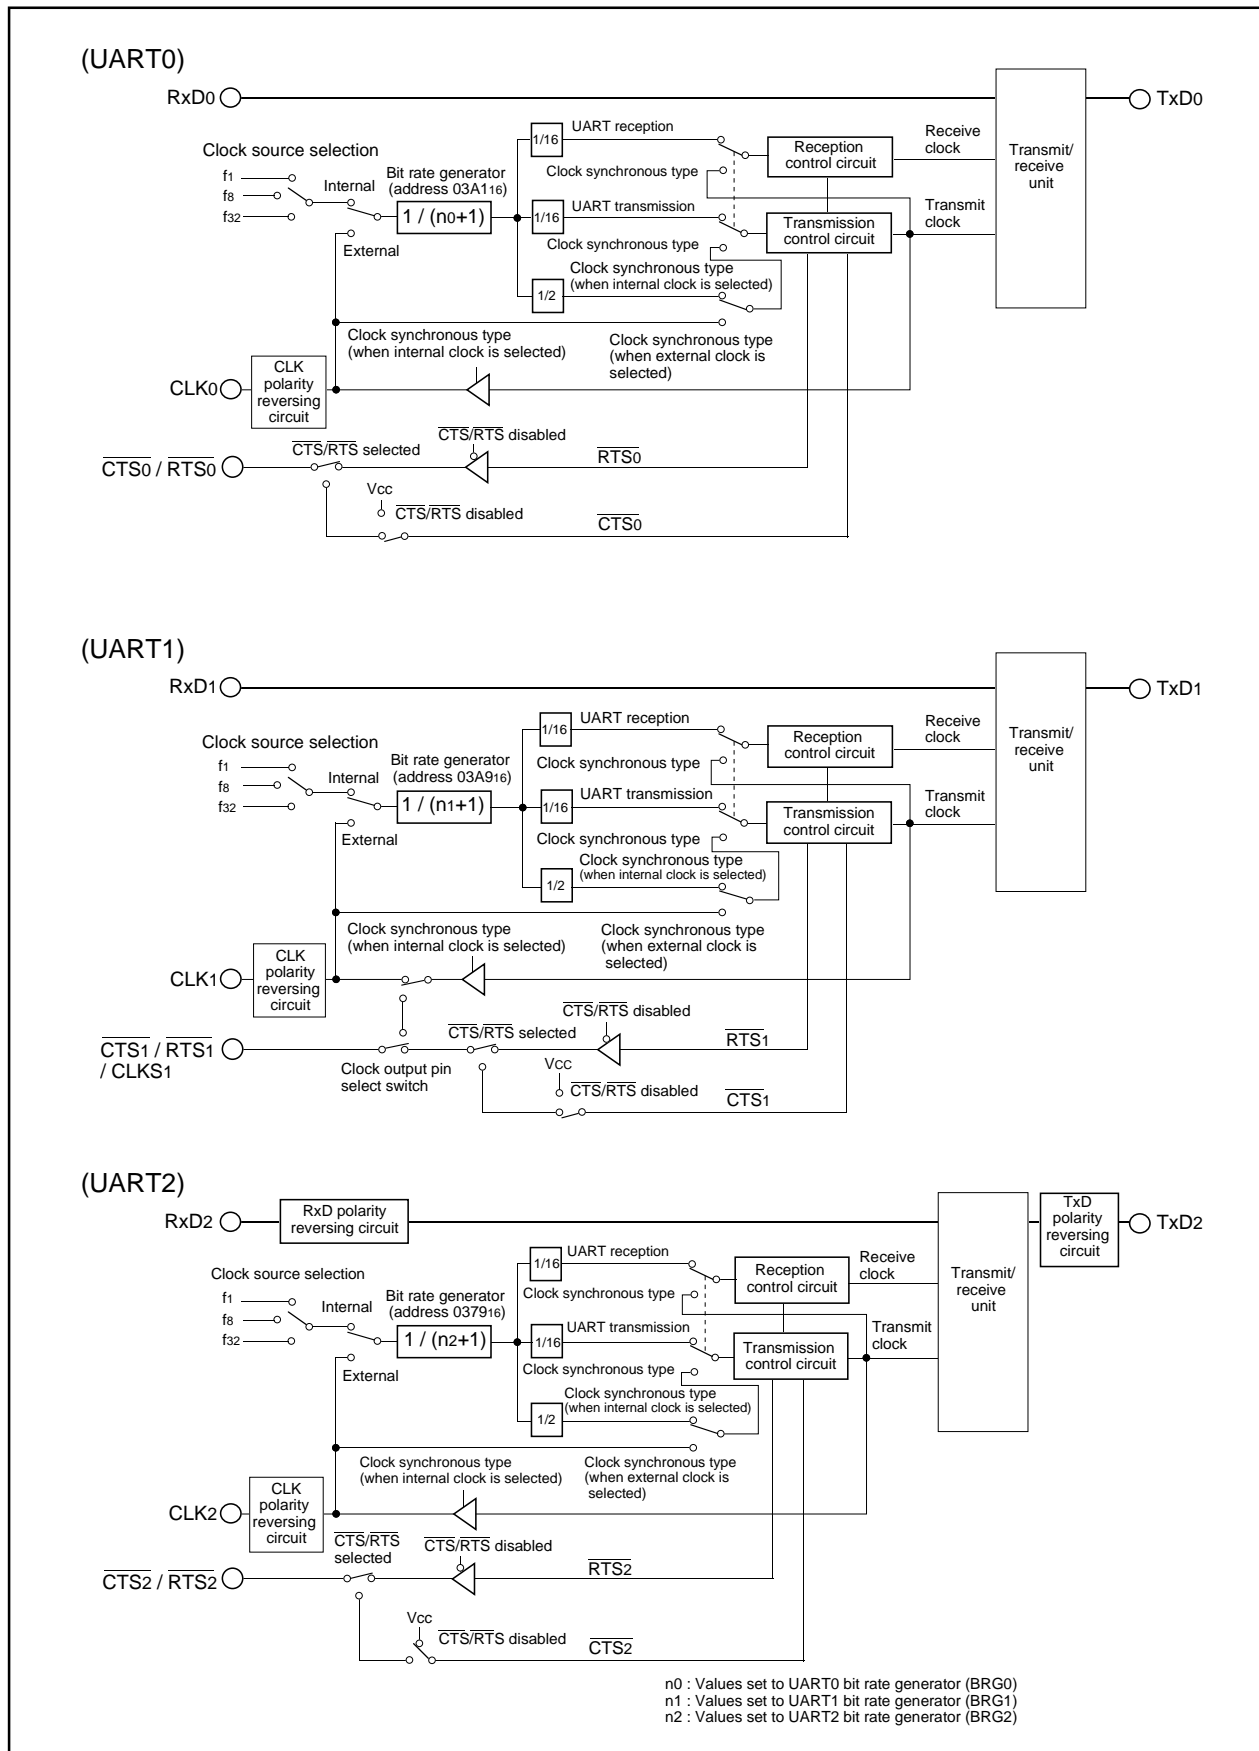 (UART0)
RxD0
TxD0
Clock source selection
f1
f8
f32
Internal
External
Bit rate generator
(address 03A116)
1 / (n0+1)
1/16
UART reception
Clock synchronous type
1/16
UART transmission
Clock synchronous type
1/2
Clock synchronous type
(when internal clock is selected)
Reception
control circuit
Transmission
control circuit
Receive
clock
Transmit
clock
Transmit/
receive
unit
Clock synchronous type
(when internal clock is selected)
Clock synchronous type
(when external clock is
selected)
CLK0
CLK
polarity
reversing
circuit
CTS0 / RTS0
CTS/RTS selected
CTS/RTS disabled
RTS0
Vcc
CTS/RTS disabled
CTS0
(UART1)
RxD1
TxD1
Clock source selection
f1
f8
f32
Internal
External
Bit rate generator
(address 03A916)
1 / (n1+1)
1/16
UART reception
Clock synchronous type
1/16
UART transmission
Clock synchronous type
1/2
Clock synchronous type
(when internal clock is selected)
Reception
control circuit
Transmission
control circuit
Receive
clock
Transmit
clock
Transmit/
receive
unit
Clock synchronous type
(when internal clock is selected)
Clock synchronous type
(when external clock is
selected)
CLK1
CLK
polarity
reversing
circuit
CTS1 / RTS1
/ CLKS1
Clock output pin
select switch
CTS/RTS selected
CTS/RTS disabled
RTS1
VCC
CTS/RTS disabled
CTS1
(UART2)
RxD2
RxD polarity
reversing circuit
TxD
polarity
reversing
circuit
TxD2
Clock source selection
f1
f8
f32
Internal
External
Bit rate generator
(address 037916)
1 / (n2+1)
1/16
UART reception
Clock synchronous type
1/16
UART transmission
Clock synchronous type
1/2
Clock synchronous type
(when internal clock is selected)
Reception
control circuit
Transmission
control circuit
Receive
clock
Transmit
clock
Transmit/
receive
unit
Clock synchronous type
(when internal clock is selected)
Clock synchronous type
(when external clock is
selected)
CLK2
CLK
polarity
reversing
circuit
CTS2 / RTS2
CTS/RTS
selected
CTS/RTS disabled
RTS2
Vcc
CTS/RTS disabled
CTS2
n0 : Values set to UART0 bit rate generator (BRG0)
n1 : Values set to UART1 bit rate generator (BRG1)
n2 : Values set to UART2 bit rate generator (BRG2)